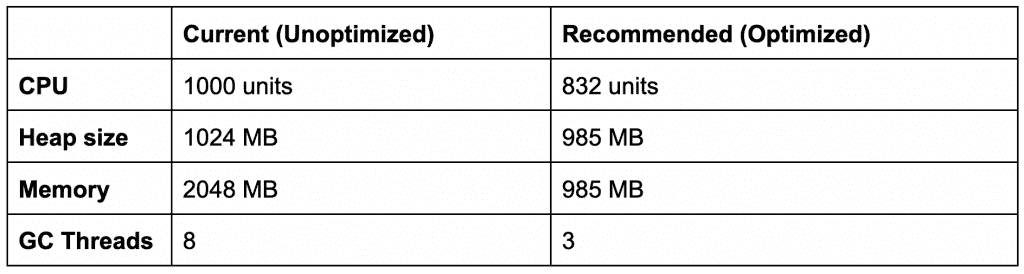 Current (Unoptimized) Recommended (Optimized)
CPU 1000 units 832 units
Heap size 1024 MB 985 MB
Memory 2048 MB 985 MB
GC Threads 8 3